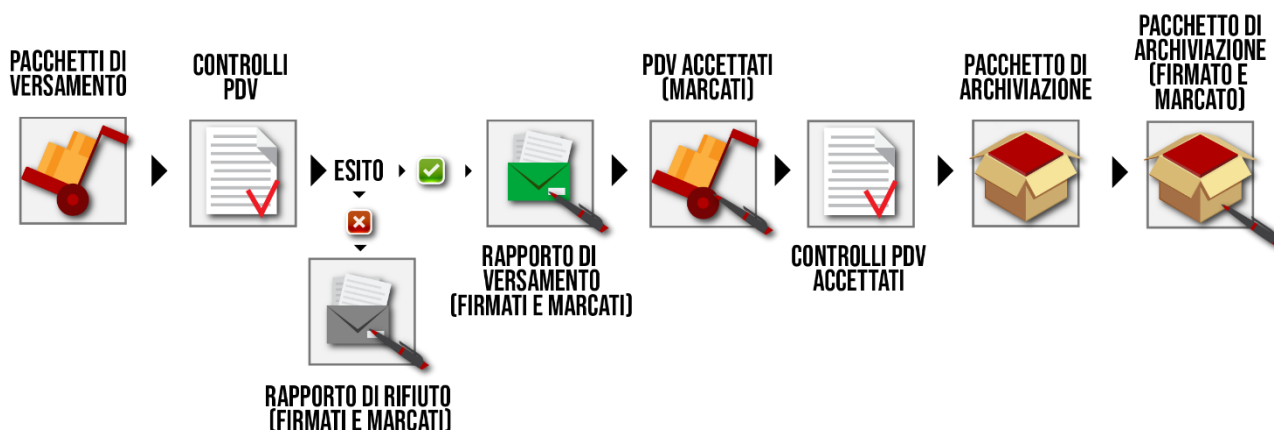 PACCHETTI DI
VERSAMENTO
CONTROLLI
PDV
ESITO
RAPPORTO DI RIFIUTO
(FIRMATI E MARCATI)
RAPPORTO DI
VERSAMENTO
(FIRMATI E MARCATI)
PDV ACCETTATI
(MARCATI)
CONTROLLI PDV
ACCETTATI
PACCHETTO DI
ARCHIVIAZIONE
PACCHETTO DI
ARCHIVIAZIONE
(FIRMATO E
MARCATO)